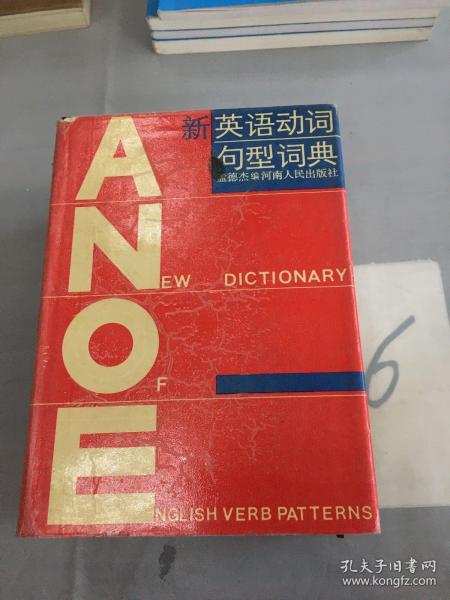 新英语动词
句型词典
孟德杰编河南人民出版社
A
NEW DICTIONARY
OF
ENGLISH VERB PATTERNS
6
孔夫子旧书网
www.kongfz.com